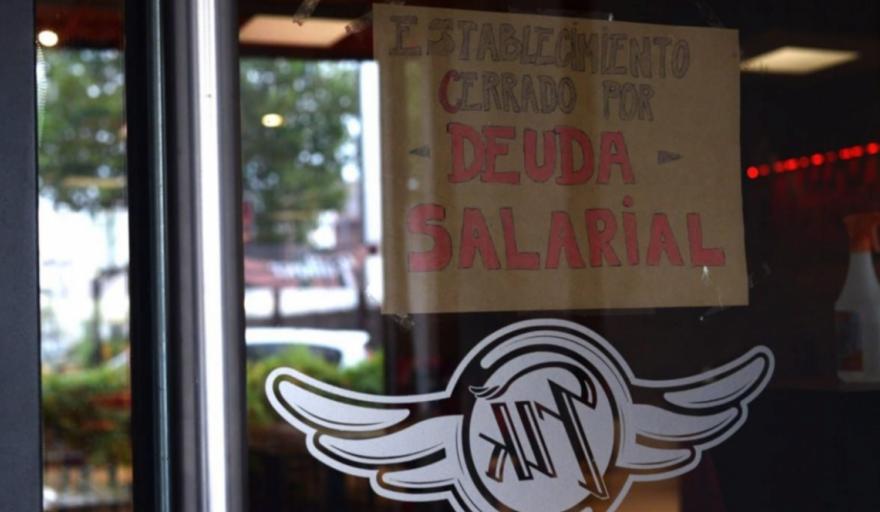 ESTABLECiMiENTO
CERRADO POR
DEUDA
SALARiAL